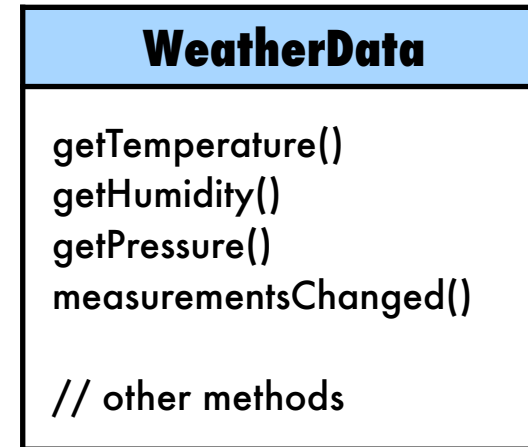 WeatherData
getTemperature()
getHumidity()
getPressure()
measurementsChanged()
// other methods